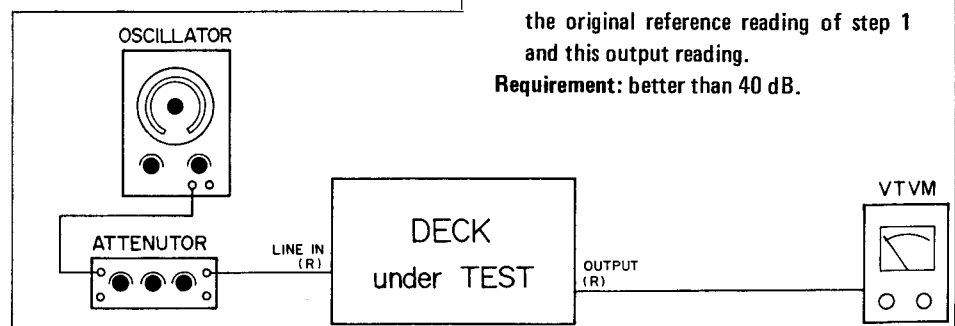 the original reference reading of step 1
and this output reading.
Requirement: better than 40 dB.
OSCILLATOR
VTVM
ATTENUTOR
LINE IN
(R)
DECK
under TEST
OUTPUT
(R)